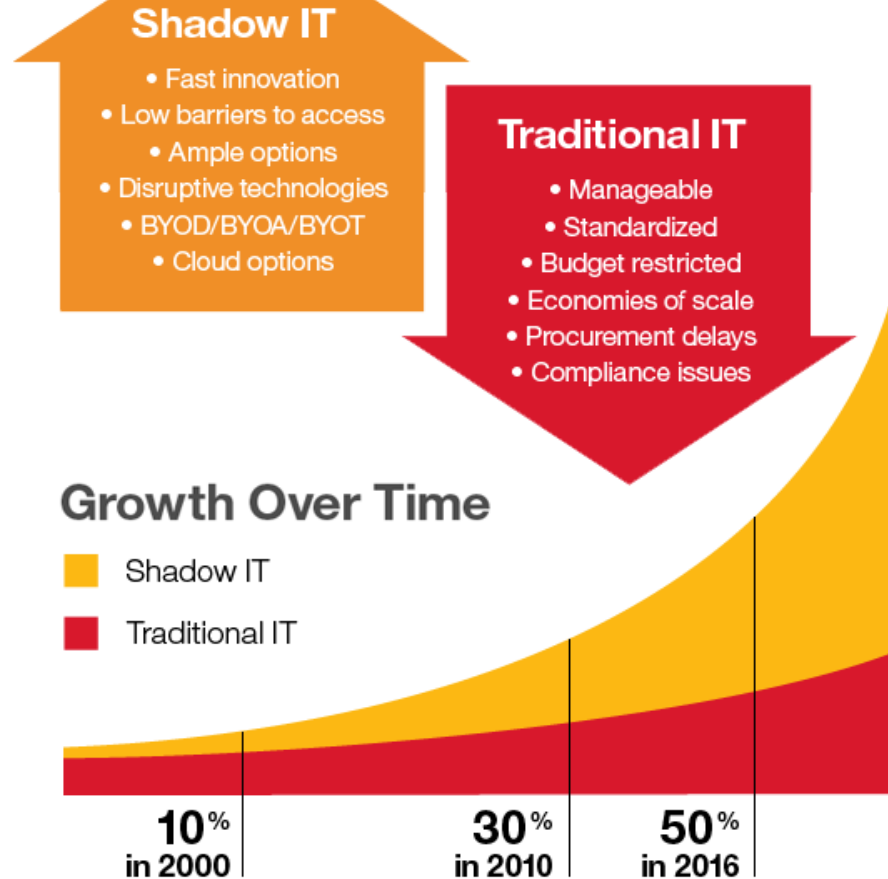 Shadow IT
• Fast innovation
• Low barriers to access
• Ample options
• Disruptive technologies
• BYOD/BYOA/BYOT
• Cloud options
Traditional IT
• Manageable
• Standardized
• Budget restricted
• Economies of scale
• Procurement delays
• Compliance issues
Growth Over Time
Shadow IT
Traditional IT
10%
in 2000
30%
in 2010
50%
in 2016